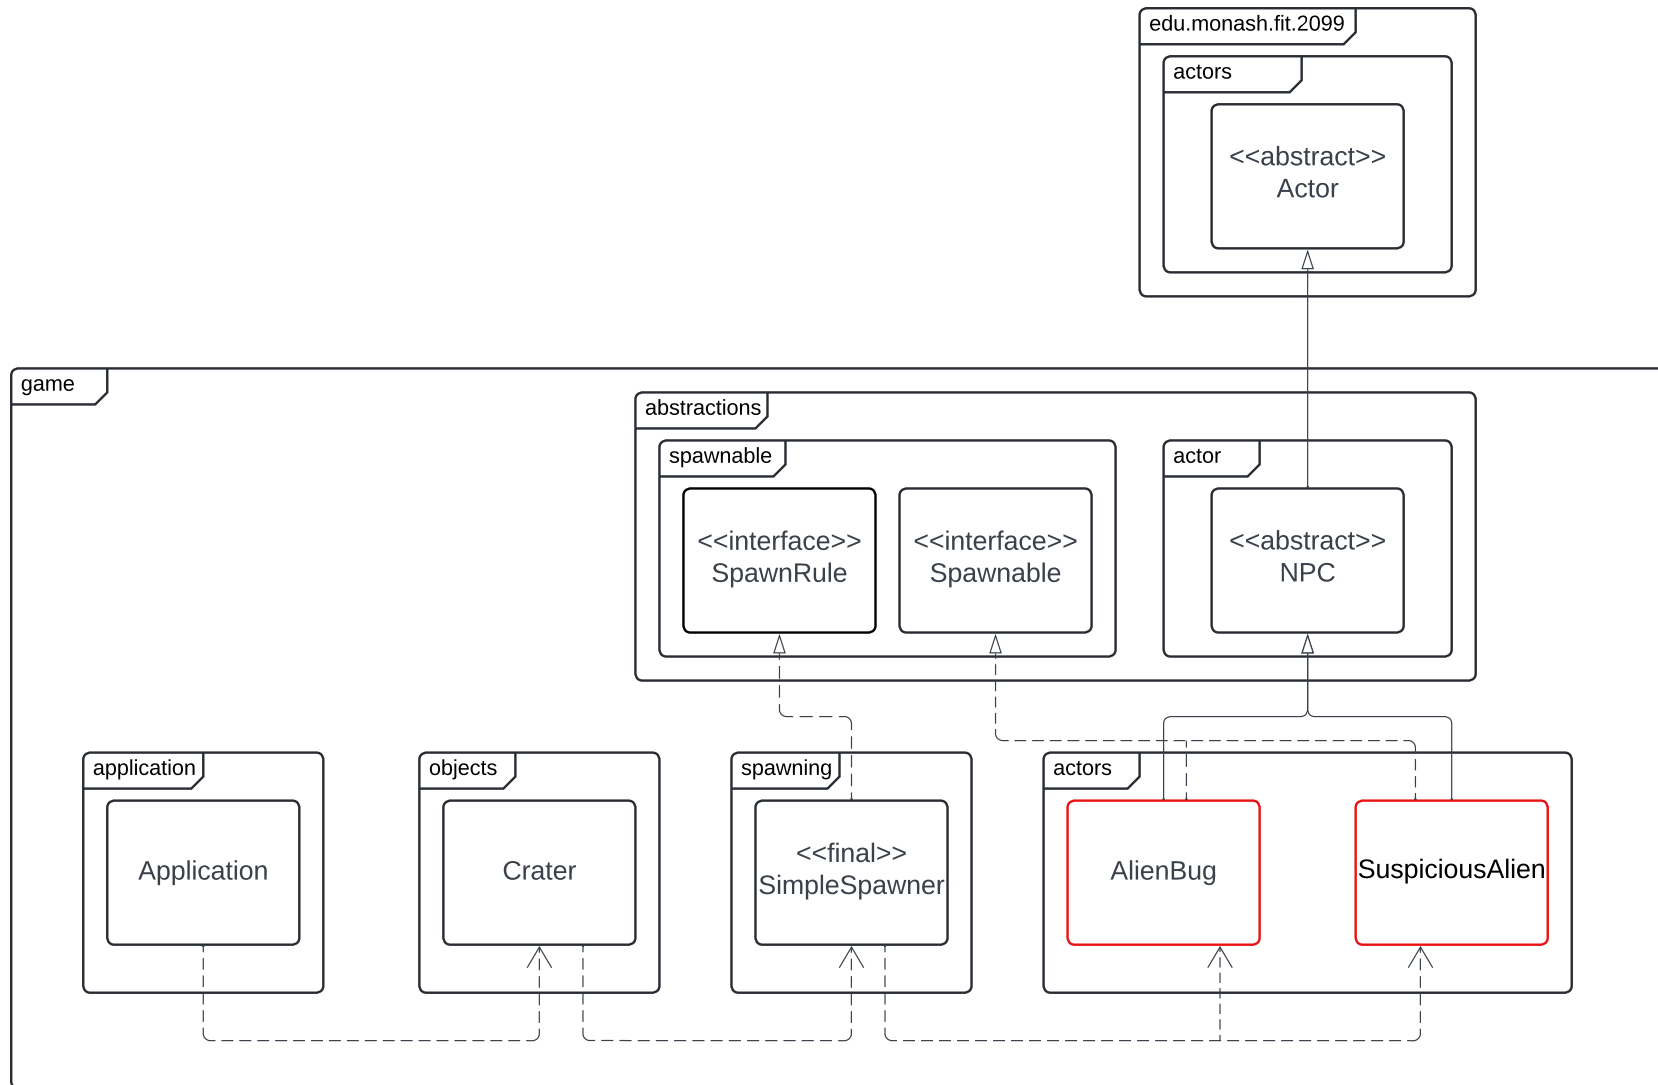 edu.monash.fit.2099
actors
<<abstract>>
Actor
game
abstractions
spawnable
actor
<<interface>>
SpawnRule
<<interface>>
Spawnable
<<abstract>>
NPC
application
objects
spawning
actors
Application
Crater
<<final>>
SimpleSpawner
AlienBug
SuspiciousAlien